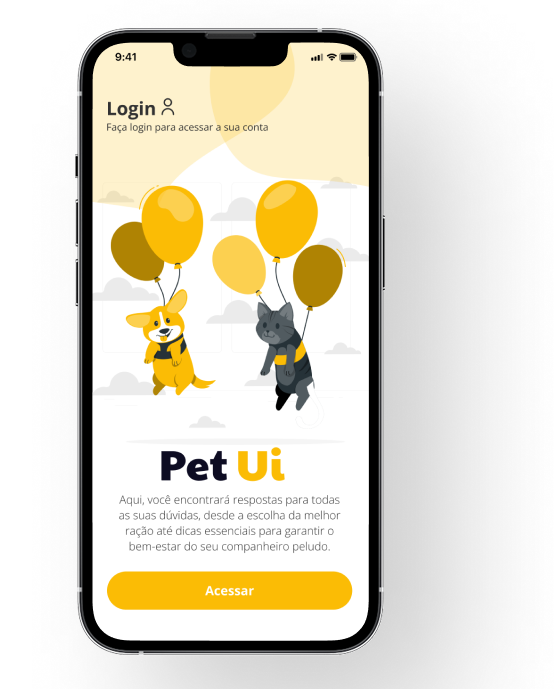 9:41
Login
Faça login para acessar a sua conta
Pet Ui
Aqui, você encontrará respostas para todas
as suas dúvidas, desde a escolha da melhor
ração até dicas essenciais para garantir o
bem-estar do seu companheiro peludo.
Acessar